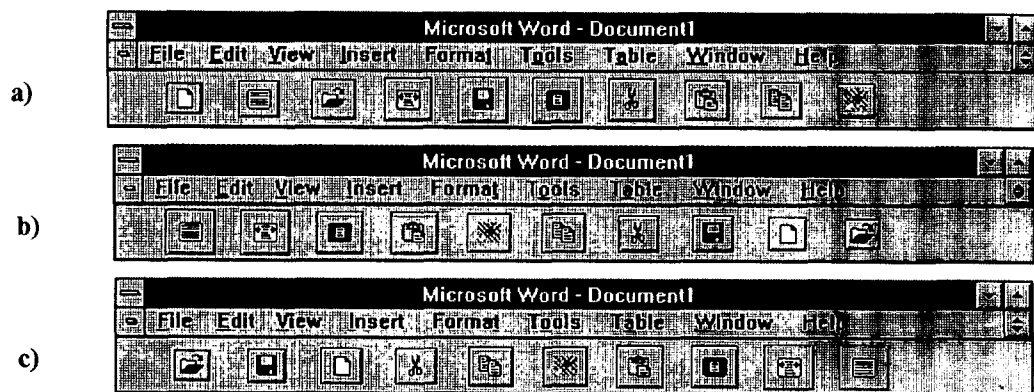 Microsoft Word - Document1
File Edit View Insert Format Tools Table Window Help
a)
Microsoft Word - Document1
File Edit View Insert Format Tools Table Window Help
b)
Microsoft Word - Document1
File Edit View Insert Format Tools Table Window Help
c)